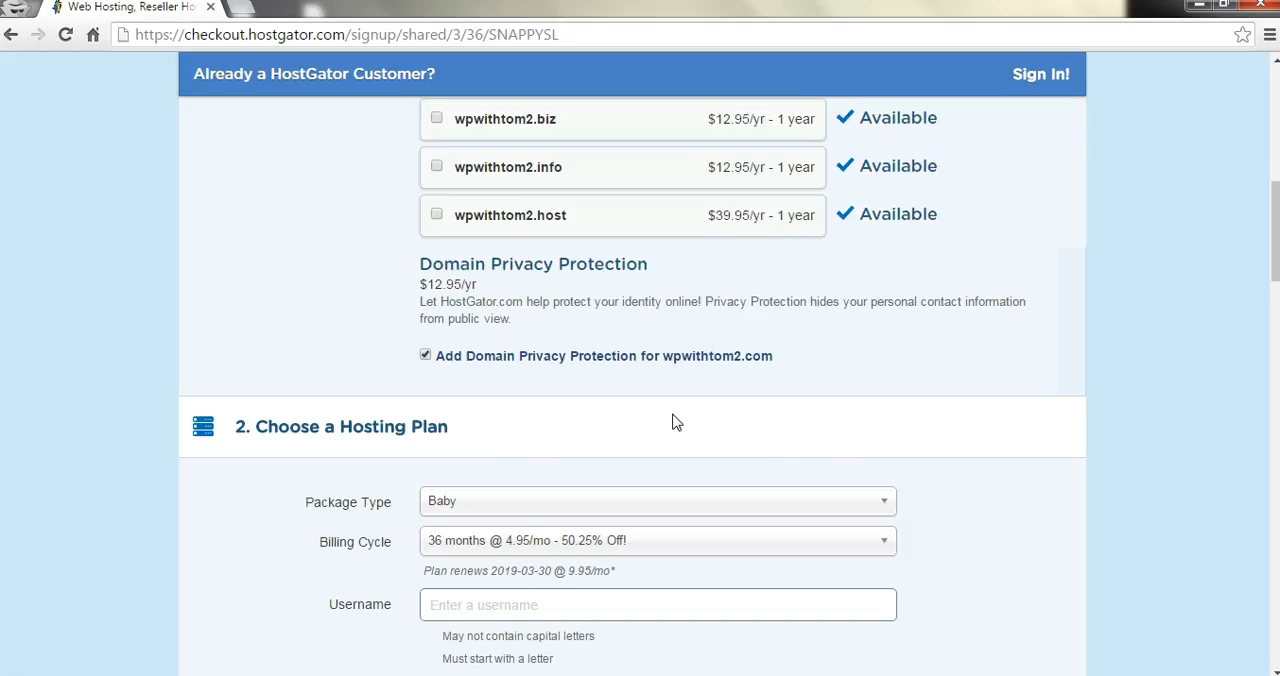 Web Hosting, Reseller Ho
https://checkout.hostgator.com/signup/shared/3/36/SNAPPYSL
Already a HostGator Customer? Sign In!
wpwithtom2.biz $12.95/yr - 1 year Available
wpwithtom2.info $12.95/yr - 1 year Available
wpwithtom2.host $39.95/yr - 1 year Available
Domain Privacy Protection
$12.95/yr
Let HostGator.com help protect your identity online! Privacy Protection hides your personal contact information
from public view.
Add Domain Privacy Protection for wpwithtom2.com
2. Choose a Hosting Plan
Package Type Baby
Billing Cycle 36 months @ 4.95/mo - 50.25% Off!
Plan renews 2019-03-30 @ 9.95/mo*
Username Enter a username
May not contain capital letters
Must start with a letter